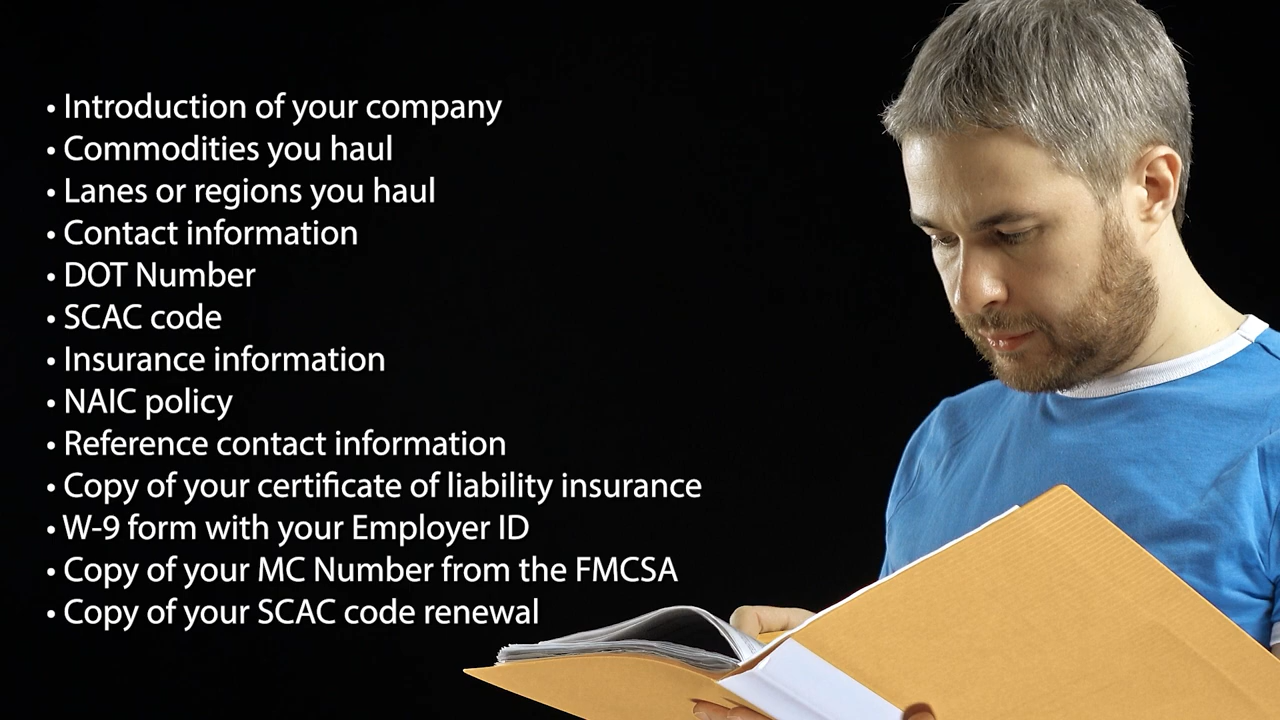 • Introduction of your company
• Commodities you haul
• Lanes or regions you haul
• Contact information
• DOT Number
• SCAC code
• Insurance information
• NAIC policy
• Reference contact information
• Copy of your certificate of liability insurance
• W-9 form with your Employer ID
• Copy of your MC Number from the FMCSA
• Copy of your SCAC code renewal